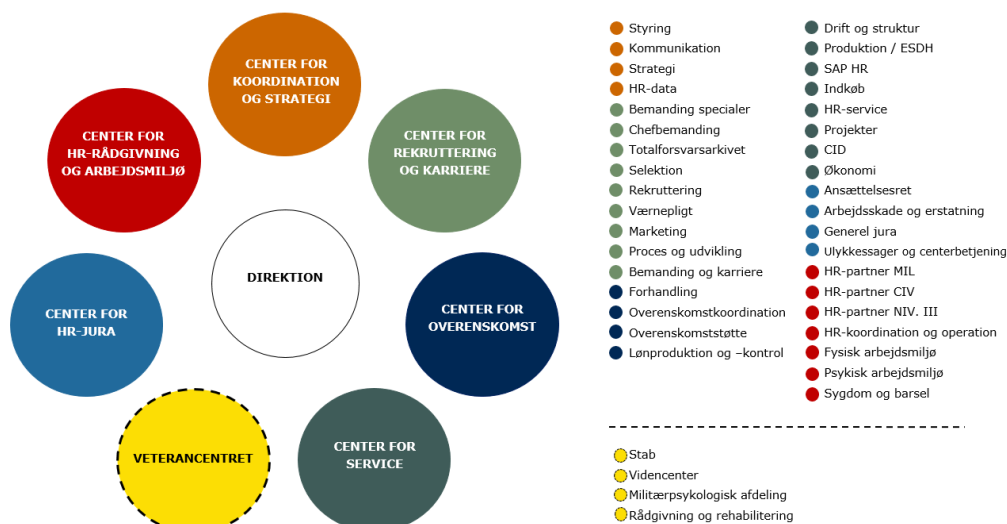 CENTER FOR
KOORDINATION
OG STRATEGI
CENTER FOR
HR-RÅDGIVNING
OG ARBEJDSMILJØ
CENTER FOR
REKRUTTERING
OG KARRIERE
DIREKTION
CENTER FOR
HR-JURA
CENTER FOR
OVERENSKOMST
VETERANCENTRET
CENTER FOR
SERVICE
Styring
Kommunikation
Strategi
HR-data
Bemanding specialer
Chefbemanding
Totalforsvarsarkivet
Selektion
Rekruttering
Værnepligt
Marketing
Proces og udvikling
Bemanding og karriere
Forhandling
Overenskomstkoordination
Overenskomststøtte
Lønproduktion og –kontrol
Drift og struktur
Produktion / ESDH
SAP HR
Indkøb
HR-service
Projekter
CID
Økonomi
Ansættelsesret
Arbejdsskade og erstatning
Generel jura
Ulykkessager og centerbetjening
HR-partner MIL
HR-partner CIV
HR-partner NIV. III
HR-koordination og operation
Fysisk arbejdsmiljø
Psykisk arbejdsmiljø
Sygdom og barsel
Stab
Videncenter
Militærpsykologisk afdeling
Rådgivning og rehabilitering